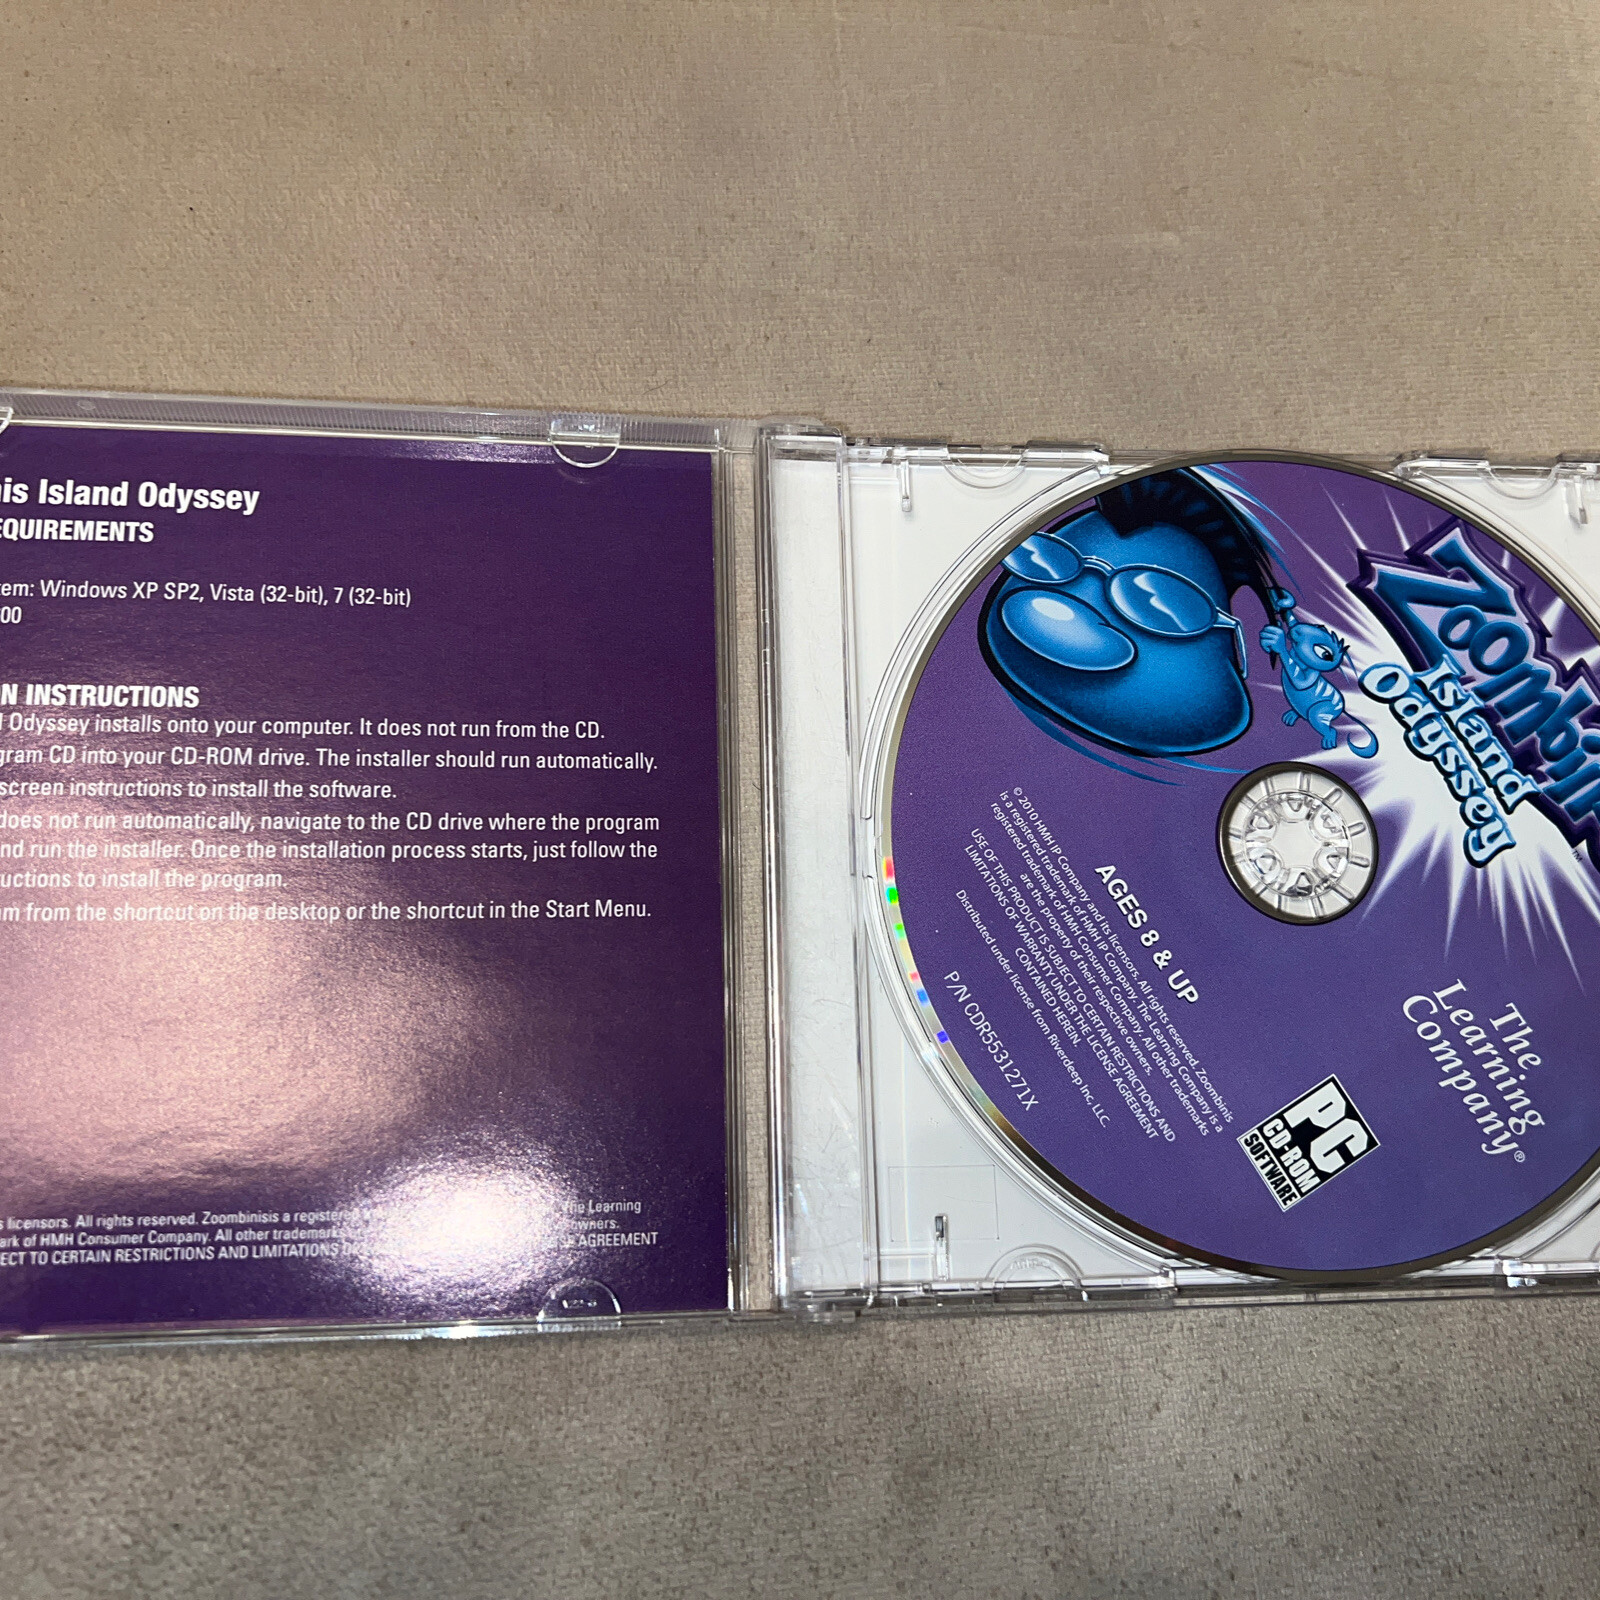 is Island Odyssey
EQUIREMENTS
tem: Windows XP SP2, Vista (32-bit), 7 (32-bit)
00
N INSTRUCTIONS
Odyssey installs onto your computer. It does not run from the CD.
gram CD into your CD-ROM drive. The installer should run automatically.
screen instructions to install the software.
does not run automatically, navigate to the CD drive where the program
nd run the installer. Once the installation process starts, just follow the
uctions to install the program.
m from the shortcut on the desktop or the shortcut in the Start Menu.
s licensors. All rights reserved. Zoombinisis a registered
The Learning
ark of HMH Consumer Company. All other trademarks
owners.
ECT TO CERTAIN RESTRICTIONS AND LIMITATIONS
AGREEMENT
Zoombini
Island
Odyssey
TM
© 2010 HMH IP Company and its licensors. All rights reserved. Zoombinis
is a registered trademark of HMH IP Company. The Learning Company is a
registered trademark of HMH Consumer Company. All other trademarks
are the property of their respective owners.
USE OF THIS PRODUCT IS SUBJECT TO CERTAIN RESTRICTIONS AND
LIMITATIONS OF WARRANTY UNDER THE LICENSE AGREEMENT
CONTAINED HEREIN.
Distributed under license from Riverdeep Inc, LLC.
P/N CDR5531271X
AGES 8 & UP
The
Learning
Company®
PC
CD-ROM
SOFTWARE